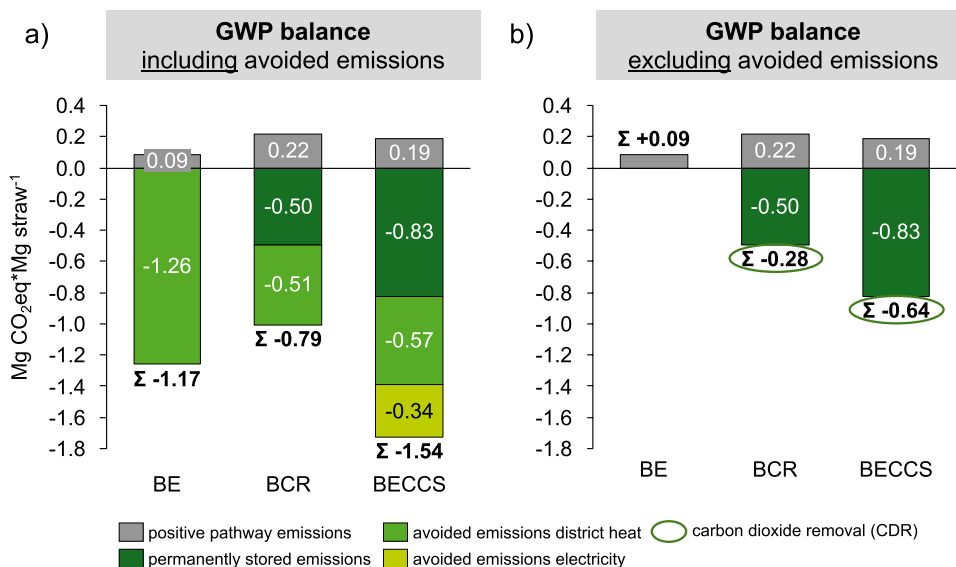 a)
GWP balance
including avoided emissions
b)
GWP balance
excluding avoided emissions
Mg CO₂eq*Mg straw⁻¹
0.4
0.2
0.0
-0.2
-0.4
-0.6
-0.8
-1.0
-1.2
-1.4
-1.6
-1.8
0.09
-1.26
Σ -1.17
0.22
-0.50
-0.51
Σ -0.79
0.19
-0.83
-0.57
-0.34
Σ -1.54
BE
BCR
BECCS
0.4
0.2
0.0
-0.2
-0.4
-0.6
-0.8
-1.0
-1.2
-1.4
-1.6
-1.8
Σ +0.09
0.22
-0.50
Σ -0.28
0.19
-0.83
Σ -0.64
BE
BCR
BECCS
positive pathway emissions
avoided emissions district heat
carbon dioxide removal (CDR)
permanently stored emissions
avoided emissions electricity